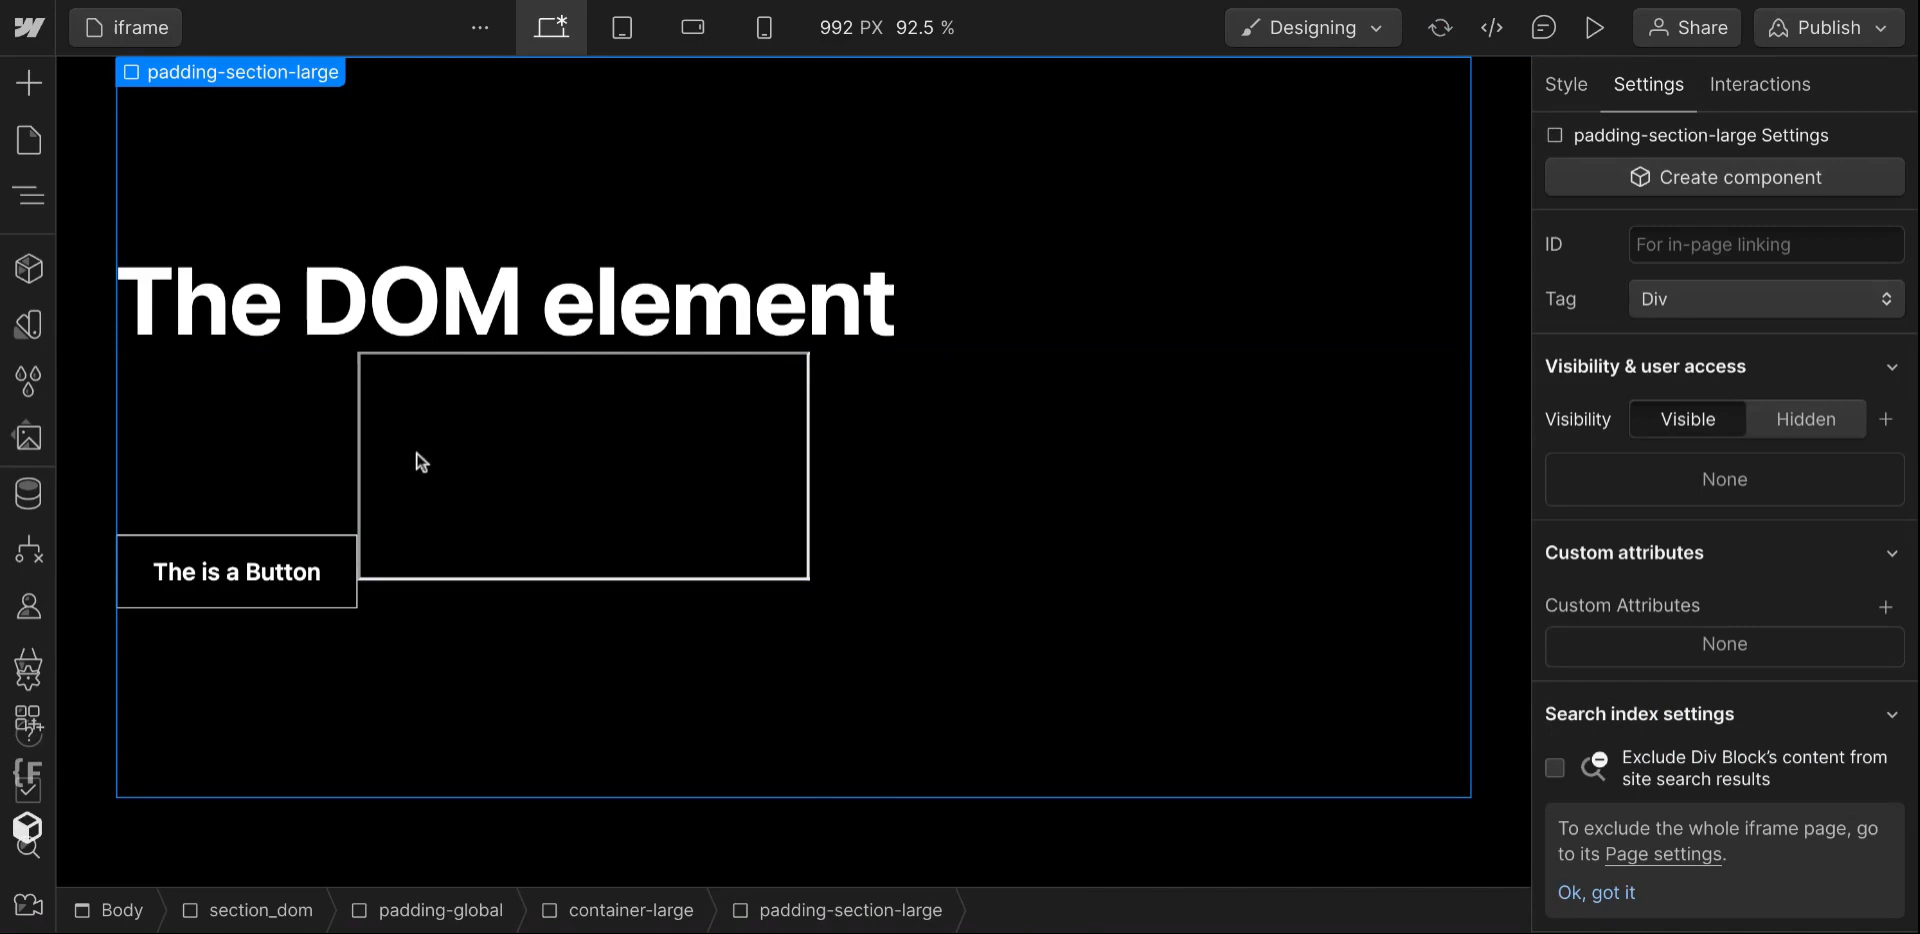 iframe
992 PX 92.5 %
Designing
Share
Publish
padding-section-large
Style Settings Interactions
padding-section-large Settings
Create component
ID For in-page linking
Tag Div
Visibility & user access
Visibility Visible Hidden
None
Custom attributes
Custom Attributes
None
Search index settings
Exclude Div Block’s content from
site search results
To exclude the whole iframe page, go
to its Page settings.
Ok, got it
The DOM element
The is a Button
Body section_dom padding-global container-large padding-section-large